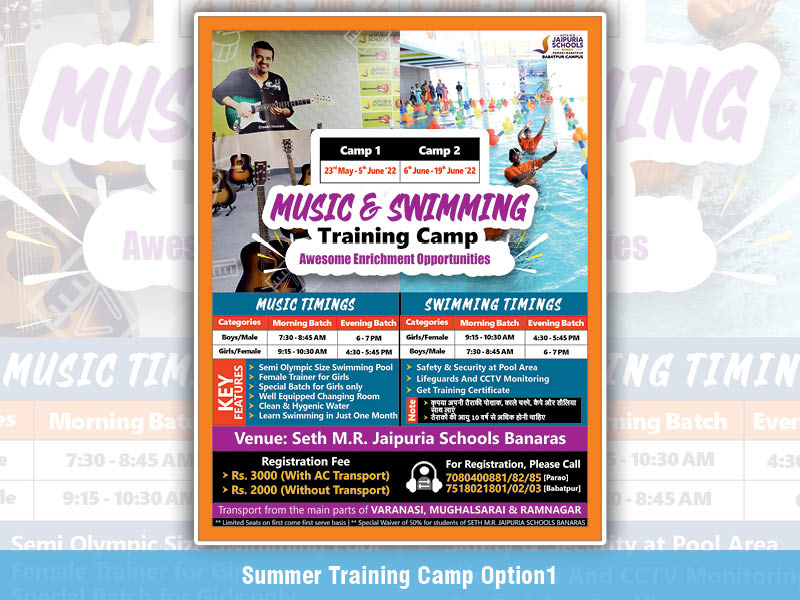 SETH M.R.
JAIPURIA
SCHOOLS
BANARAS
PARAO | BABATPUR
BABATPUR CAMPUS
Camp 1
Camp 2
23rd May - 5th June '22
6th June - 19th June '22
MUSIC & SWIMMING
Training Camp
Awesome Enrichment Opportunities
MUSIC TIMINGS
SWIMMING TIMINGS
Categories Morning Batch Evening Batch
Boys/Male 7:30 - 8:45 AM 6 - 7 PM
Girls/Female 9:15 - 10:30 AM 4:30 - 5:45 PM
Categories Morning Batch Evening Batch
Girls/Female 9:15 - 10:30 AM 4:30 - 5:45 PM
Boys/Male 7:30 - 8:45 AM 6 - 7 PM
KEY
FEATURES
Semi Olympic Size Swimming Pool
Female Trainer for Girls
Special Batch for Girls only
Well Equipped Changing Room
Clean & Hygenic Water
Learn Swimming in Just One Month
Safety & Security at Pool Area
Lifeguards And CCTV Monitoring
Get Training Certificate
Note
कृपया अपनी तैराकी पोशाक, काले चश्मे, कैप और तौलिया
साथ लाएं
तैराको की आयु 10 वर्ष से अधिक होनी चाहिए
Venue: Seth M.R. Jaipuria Schools Banaras
Registration Fee
Rs. 3000 (With AC Transport)
Rs. 2000 (Without Transport)
For Registration, Please Call
7080400881/82/85 [Parao]
7518021801/02/03 [Babatpur]
Transport from the main parts of VARANASI, MUGHALSARAI & RAMNAGAR
** Limited Seats on first come first serve basis | ** Special Waiver of 50% for students of SETH M.R. JAIPURIA SCHOOLS BANARAS
Summer Training Camp Option1